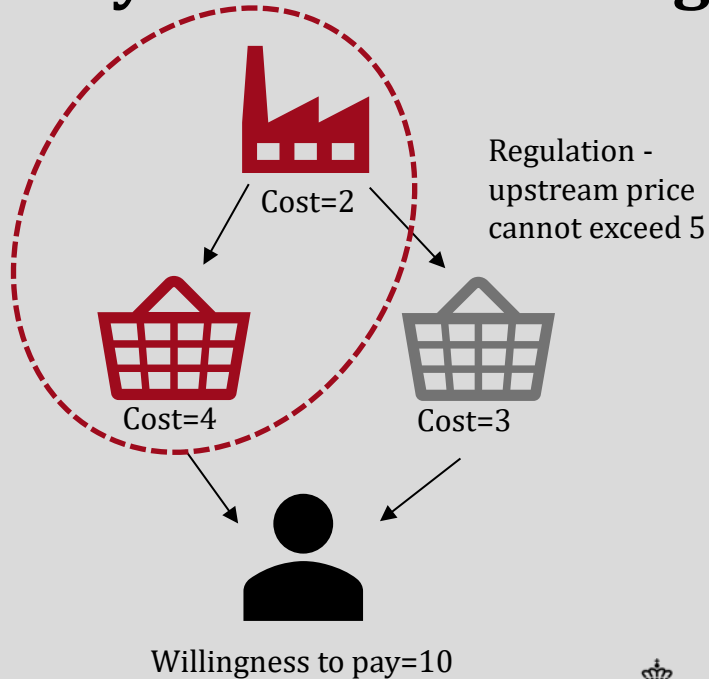 Cost=2
Regulation -
upstream price
cannot exceed 5
Cost=4
Cost=3
Willingness to pay=10